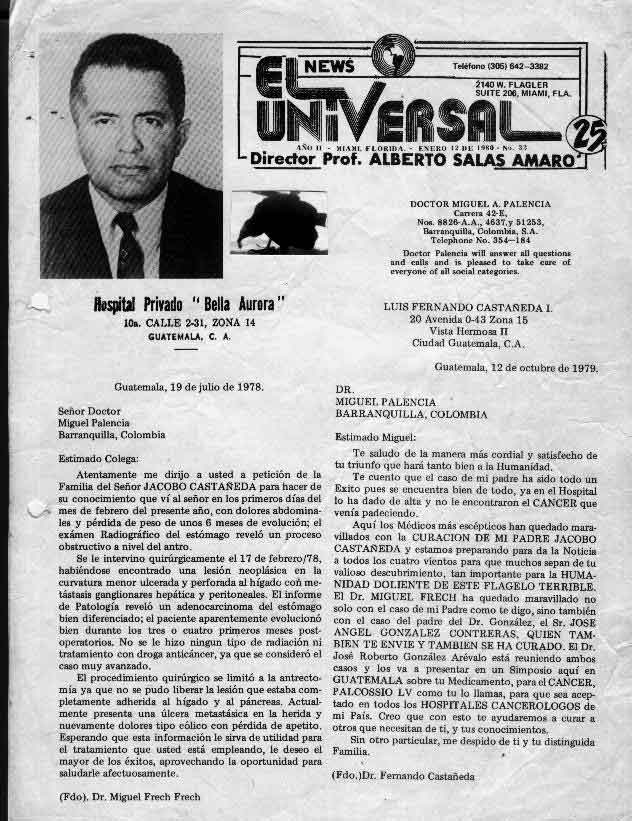 NEWS
EL UNIVERSAL
Teléfono (305) 642–3382
2140 W. FLAGLER
SUITE 206, MIAMI, FLA.
25¢
AÑO II - MIAMI, FLORIDA. - ENERO 12 DE 1980 - No. 33
Director Prof. ALBERTO SALAS AMARO
DOCTOR MIGUEL A. PALENCIA
Carrera 42-E,
Nos. 8826-A.A., 4637,y 51253,
Barranquilla, Colombia, S.A.
Telephone No. 354—184
Doctor Palencia will answer all questions
and calls and is pleased to take care of
everyone of all social categories.
Hospital Privado "Bella Aurora"
10a. CALLE 2-31, ZONA 14
GUATEMALA, C. A.
Guatemala, 19 de julio de 1978.
Señor Doctor
Miguel Palencia
Barranquilla, Colombia
Estimado Colega:
Atentamente me dirijo a usted a petición de la
Familia del Señor JACOBO CASTAÑEDA para hacer de
su conocimiento que ví al señor en los primeros días del
mes de febrero del presente año, con dolores abdomina-
les y pérdida de peso de unos 6 meses de evolución; el
exámen Radiográfico del estómago reveló un proceso
obstructivo a nivel del antro.
Se le intervino quirúrgicamente el 17 de febrero/78,
habiéndose encontrado una lesión neoplásica en la
curvatura menor ulcerada y perforada al hígado con me-
tástasis ganglionares hepática y peritoneales. El informe
de Patología reveló un adenocarcinoma del estómago
bien diferenciado; el paciente aparentemente evolucionó
bien durante los tres o cuatro primeros meses post-
operatorios. No se le hizo ningun tipo de radiación ni
tratamiento con droga anticáncer, ya que se consideró el
caso muy avanzado.
El procedimiento quirúrgico se limitó a la antrecto-
mía ya que no se pudo liberar la lesión que estaba com-
pletamente adherida al hígado y al páncreas. Actual-
mente presenta una úlcera metastásica en la herida y
nuevamente dolores tipo cólico con pérdida de apetito.
Esperando que esta información le sirva de utilidad para
el tratamiento que usted está empleando, le deseo el
mayor de los éxitos, aprovechando la oportunidad para
saludarle afectuosamente.
(Fdo). Dr. Miguel Frech Frech
LUIS FERNANDO CASTAÑEDA I.
20 Avenida 0-43 Zona 15
Vista Hermosa II
Ciudad Guatemala, C.A.
Guatemala, 12 de octubre de 1979.
DR.
MIGUEL PALENCIA
BARRANQUILLA, COLOMBIA
Estimado Miguel:
Te saludo de la manera más cordial y satisfecho de
tu triunfo que hará tanto bien a la Humanidad.
Te cuento que el caso de mi padre ha sido todo un
Exito pues se encuentra bien de todo, ya en el Hospital
lo ha dado de alta y no le encontraron el CANCER que
venía padeciendo.
Aquí los Médicos más escépticos han quedado mara-
villados con la CURACION DE MI PADRE JACOBO
CASTAÑEDA y estamos preparando para da la Noticia
a todos los cuatro vientos para que muchos sepan de tu
valioso descubrimiento, tan importante para la HUMA-
NIDAD DOLIENTE DE ESTE FLAGELO TERRIBLE.
El Dr. MIGUEL FRECH ha quedado maravillado no
solo con el caso de mi Padre como te digo, sino también
con el caso del padre del Dr. González, el Sr. JOSE
ANGEL GONZALEZ CONTRERAS, QUIEN TAM-
BIEN TE ENVIE Y TAMBIEN SE HA CURADO. El Dr.
José Roberto González Arévalo está reuniendo ambos
casos y los va a presentar en un Simposio aquí en
GUATEMALA sobre tu Medicamento, para el CANCER,
PALCOSSIO LV como tu lo llamas, para que sea acep-
tado en todos los HOSPITALES CANCEROLOGOS de
mi País. Creo que con esto te ayudaremos a curar a
otros que necesitan de ti, y tus conocimientos.
Sin otro particular, me despido de ti y tu distinguida
Familia.
(Fdo.)Dr. Fernando Castañeda